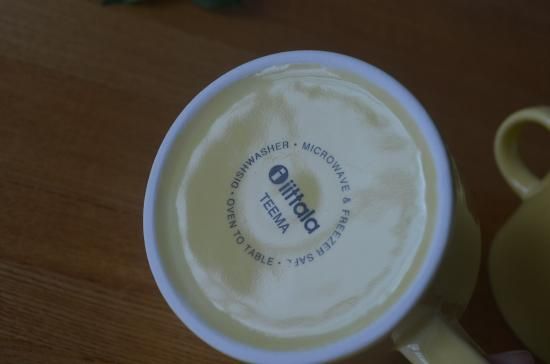 DISHWASHER • MICROWAVE & FREEZER SAFE • OVEN TO TABLE •
i iittala
TEEMA